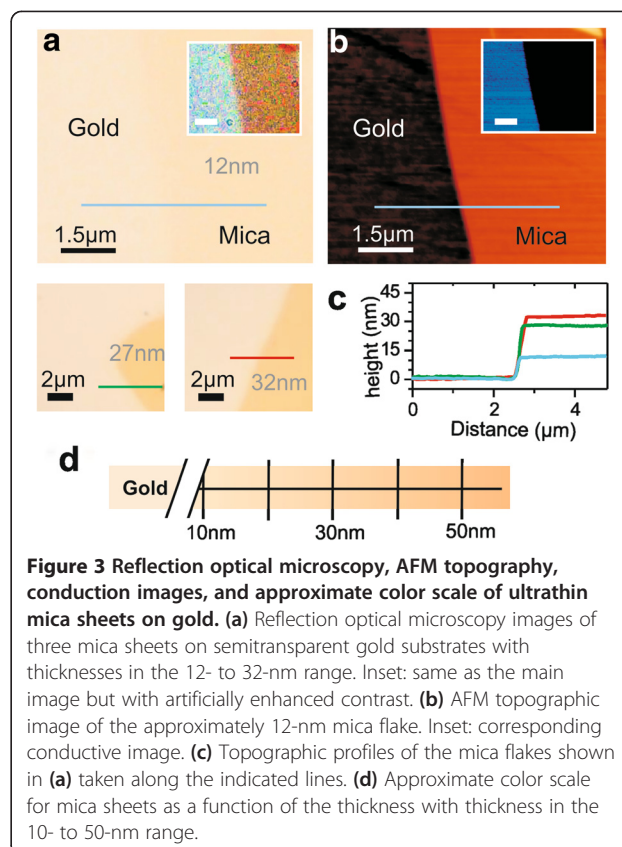 a
Gold
12nm
1.5µm
Mica
b
Gold
1.5µm
Mica
27nm
2µm
2µm
32nm
c
height (nm)
45
30
15
0
0 2 4
Distance (µm)
d
Gold
10nm 30nm 50nm
Figure 3 Reflection optical microscopy, AFM topography,
conduction images, and approximate color scale of ultrathin
mica sheets on gold. (a) Reflection optical microscopy images of
three mica sheets on semitransparent gold substrates with
thicknesses in the 12- to 32-nm range. Inset: same as the main
image but with artificially enhanced contrast. (b) AFM topographic
image of the approximately 12-nm mica flake. Inset: corresponding
conductive image. (c) Topographic profiles of the mica flakes shown
in (a) taken along the indicated lines. (d) Approximate color scale
for mica sheets as a function of the thickness with thickness in the
10- to 50-nm range.